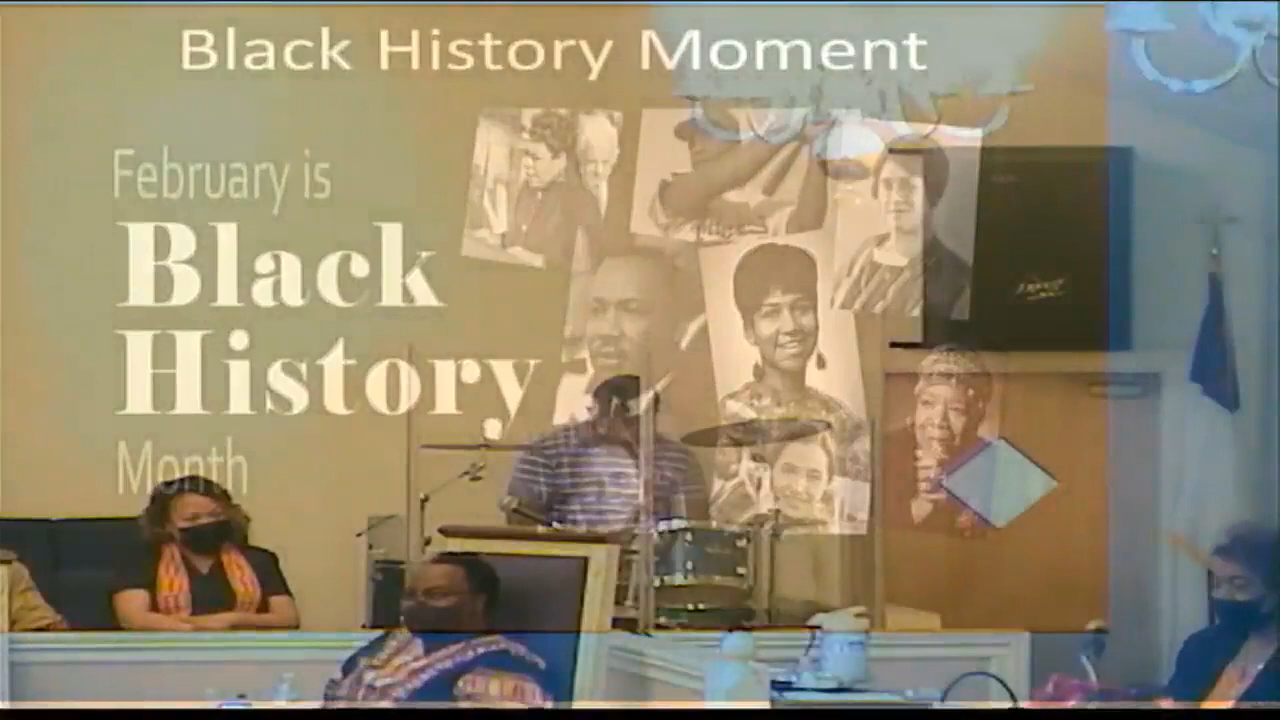 Black History Moment
February is
Black
History
Month